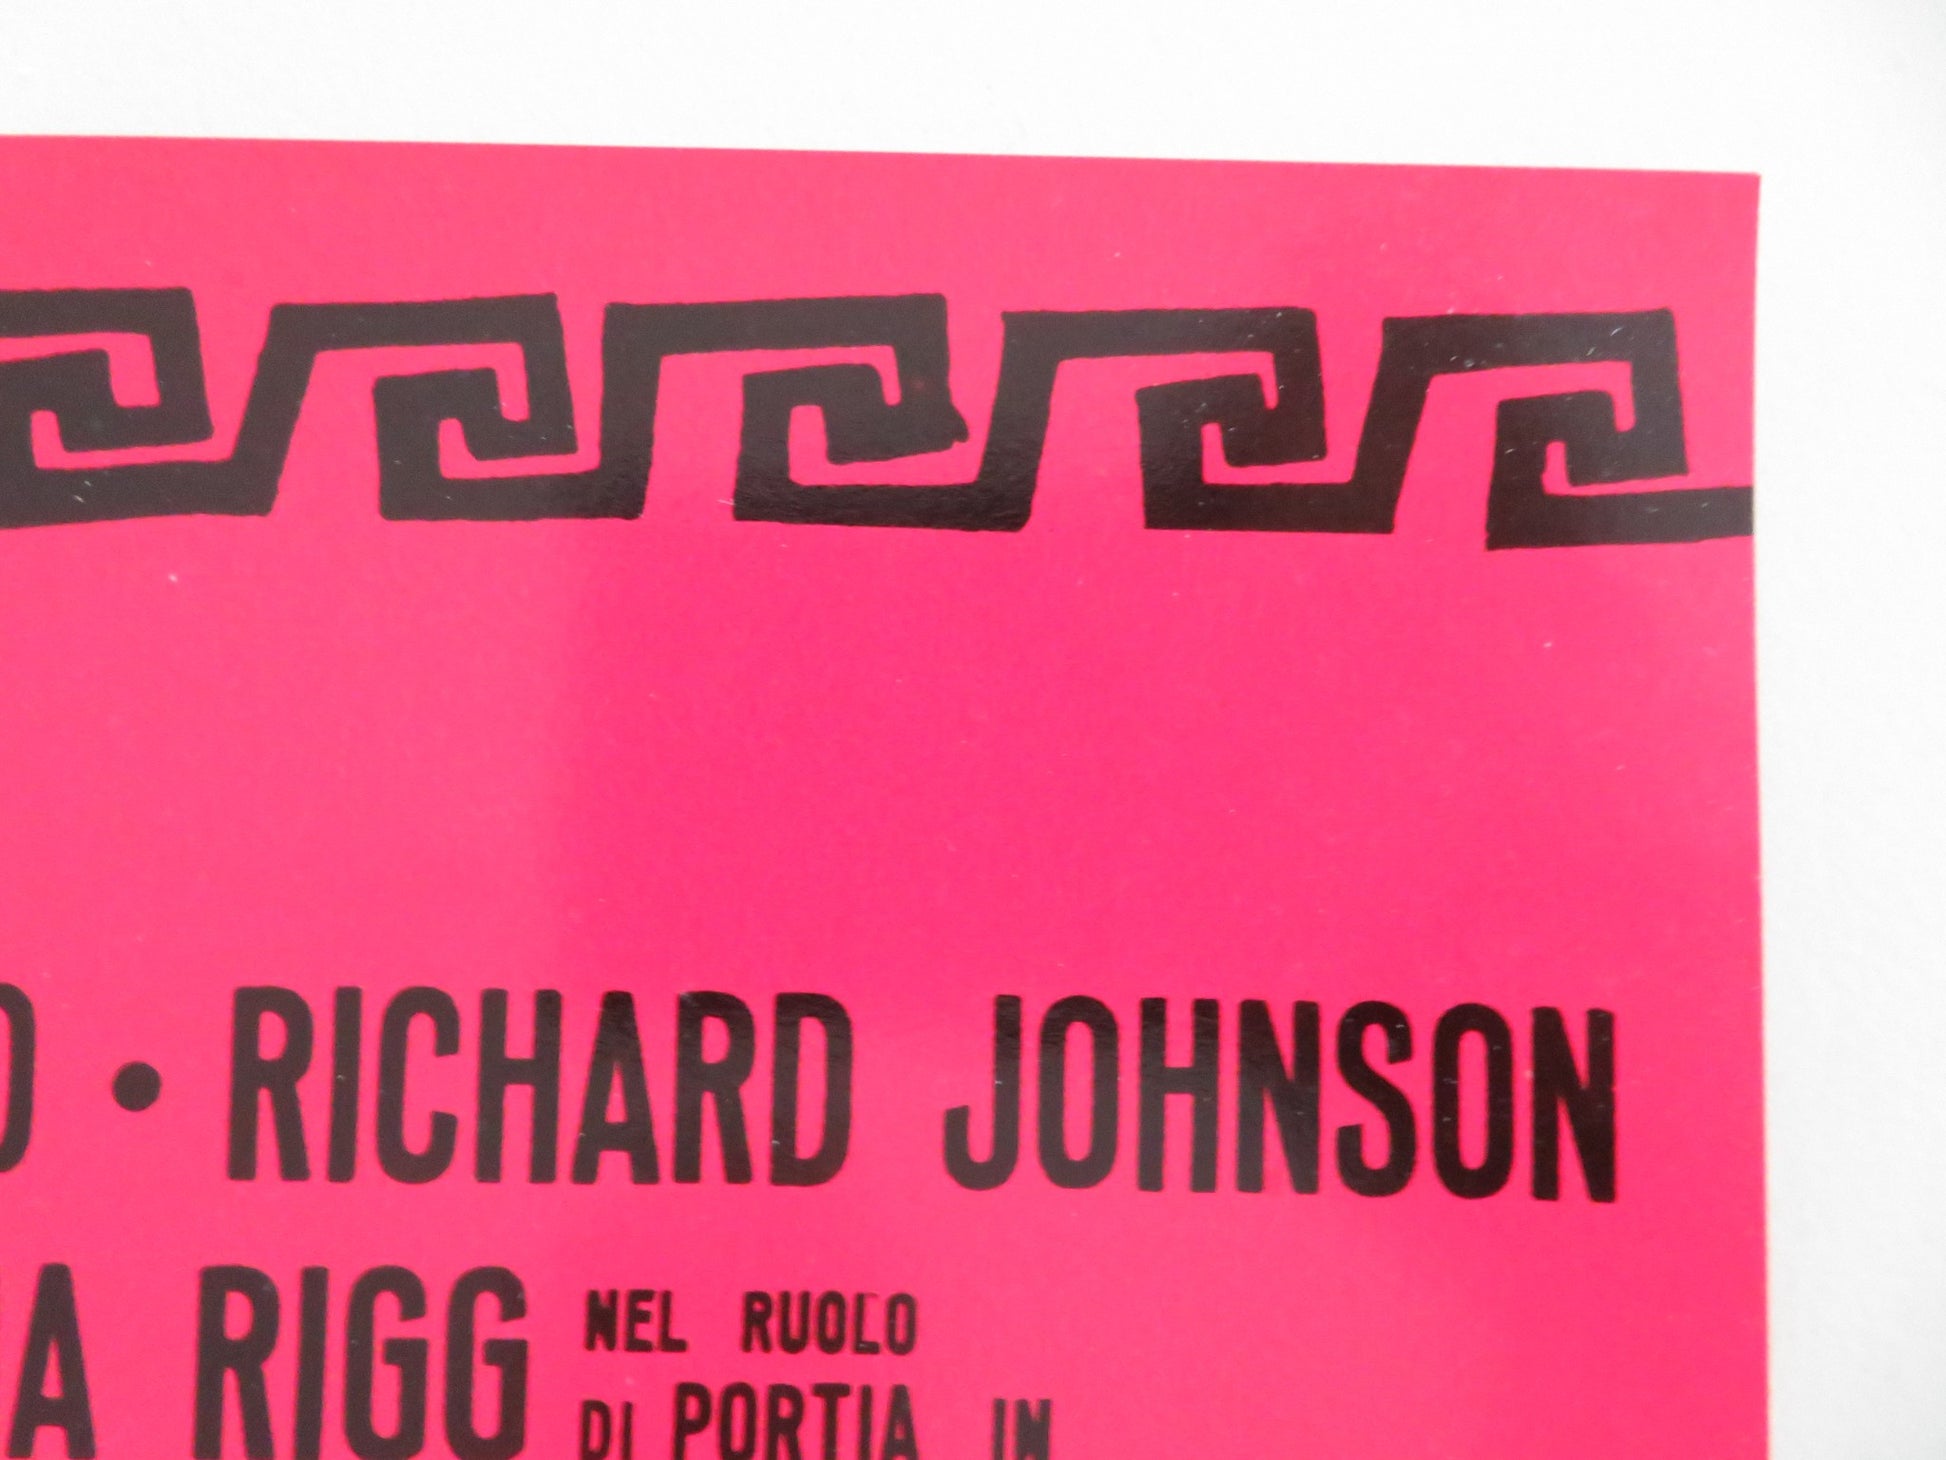 • RICHARD JOHNSON
RIGG NEL RUOLO
DI PORTIA IN